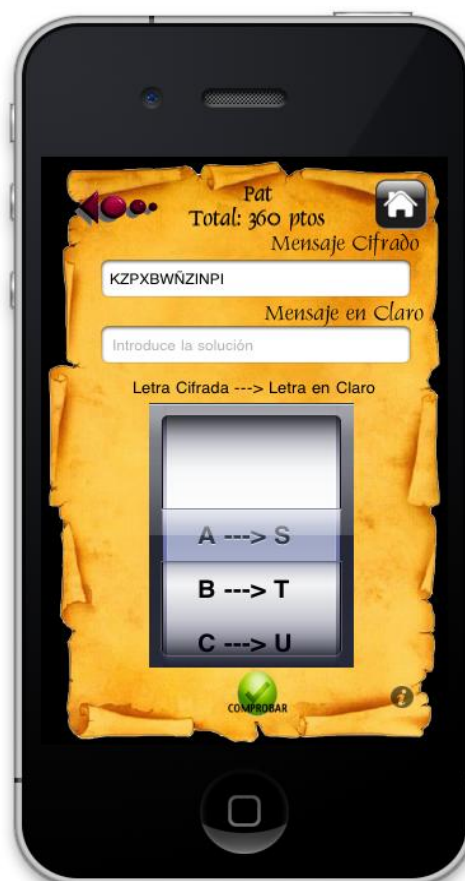 Pat
Total: 360 ptos
Mensaje Cifrado
KZPXBWÑZINPI
Mensaje en Claro
Introduce la solución
Letra Cifrada ---> Letra en Claro
A ---> S
B ---> T
C ---> U
COMPROBAR
i